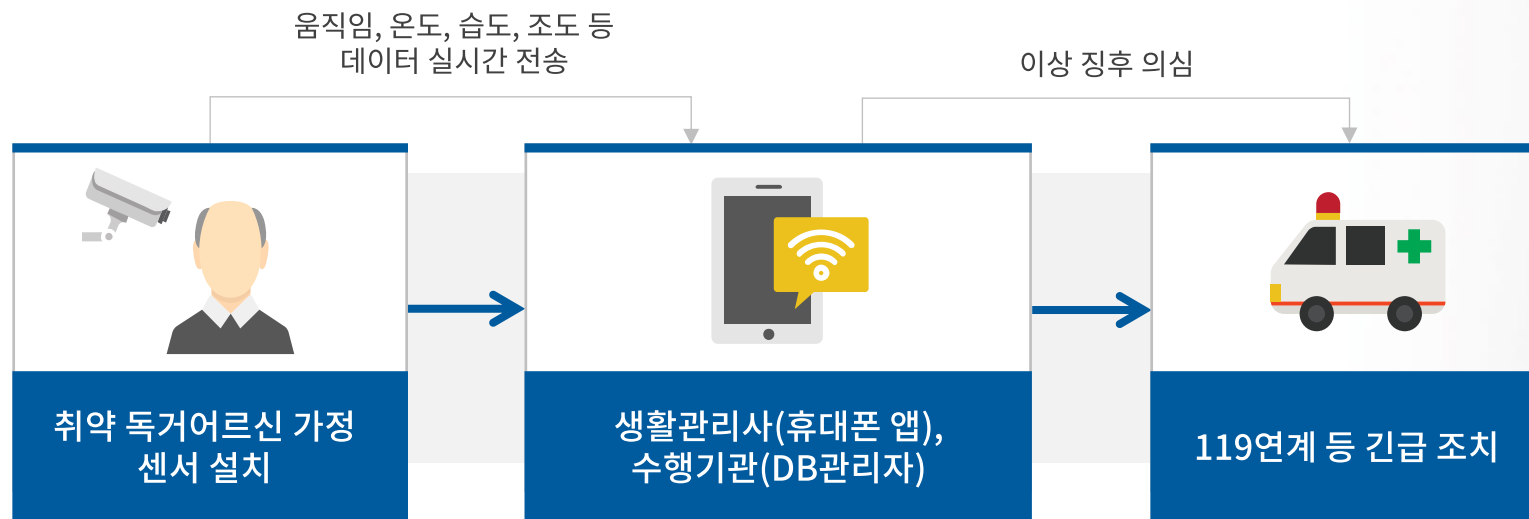 움직임, 온도, 습도, 조도 등
데이터 실시간 전송
이상 징후 의심
취약 독거어르신 가정
센서 설치
생활관리사(휴대폰 앱),
수행기관(DB관리자)
119연계 등 긴급 조치